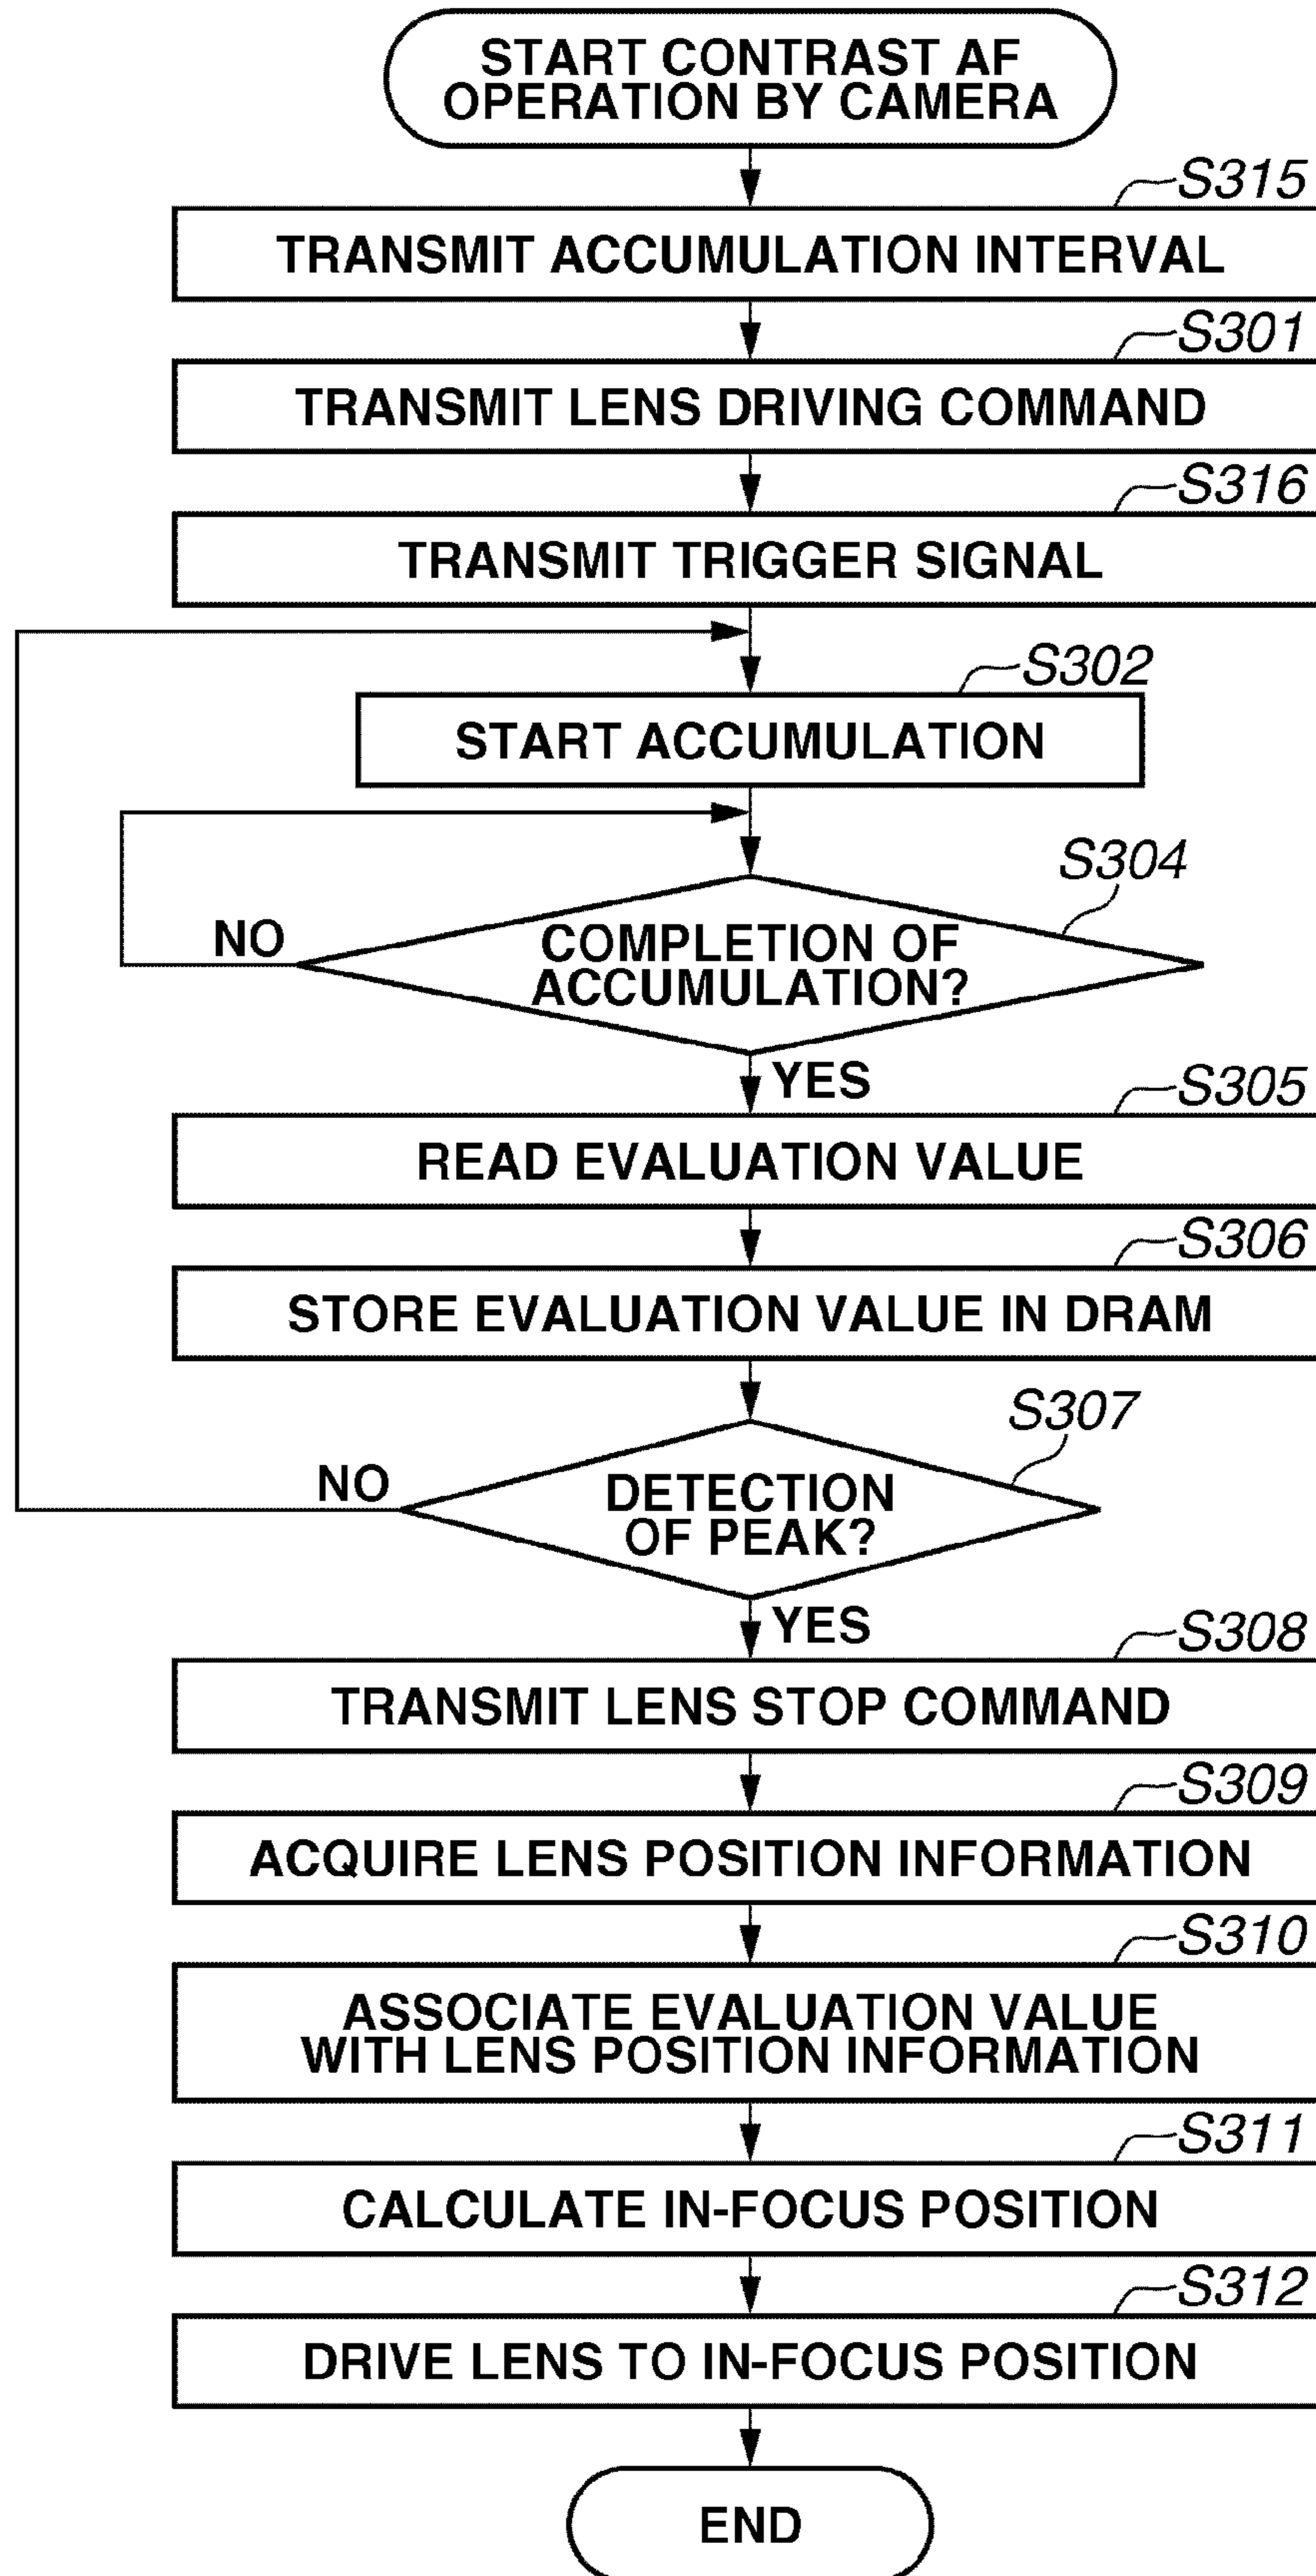 START CONTRAST AF
OPERATION BY CAMERA
S315
TRANSMIT ACCUMULATION INTERVAL
S301
TRANSMIT LENS DRIVING COMMAND
S316
TRANSMIT TRIGGER SIGNAL
S302
START ACCUMULATION
S304
NO
COMPLETION OF
ACCUMULATION?
YES
S305
READ EVALUATION VALUE
S306
STORE EVALUATION VALUE IN DRAM
S307
NO
DETECTION
OF PEAK?
YES
S308
TRANSMIT LENS STOP COMMAND
S309
ACQUIRE LENS POSITION INFORMATION
S310
ASSOCIATE EVALUATION VALUE
WITH LENS POSITION INFORMATION
S311
CALCULATE IN-FOCUS POSITION
S312
DRIVE LENS TO IN-FOCUS POSITION
END